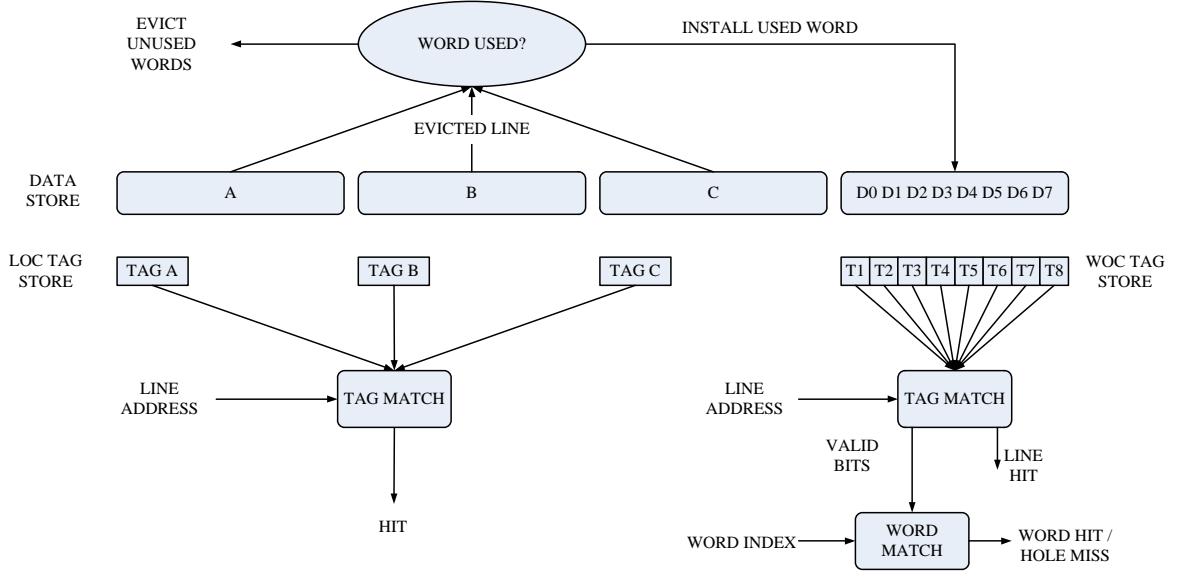 EVICT
UNUSED
WORDS
WORD USED?
INSTALL USED WORD
EVICTED LINE
DATA
STORE
A
B
C
D0 D1 D2 D3 D4 D5 D6 D7
LOC TAG
STORE
TAG A
TAG B
TAG C
T1 T2 T3 T4 T5 T6 T7 T8
WOC TAG
STORE
LINE
ADDRESS
TAG MATCH
LINE
ADDRESS
TAG MATCH
VALID
BITS
LINE
HIT
HIT
WORD INDEX
WORD
MATCH
WORD HIT /
HOLE MISS